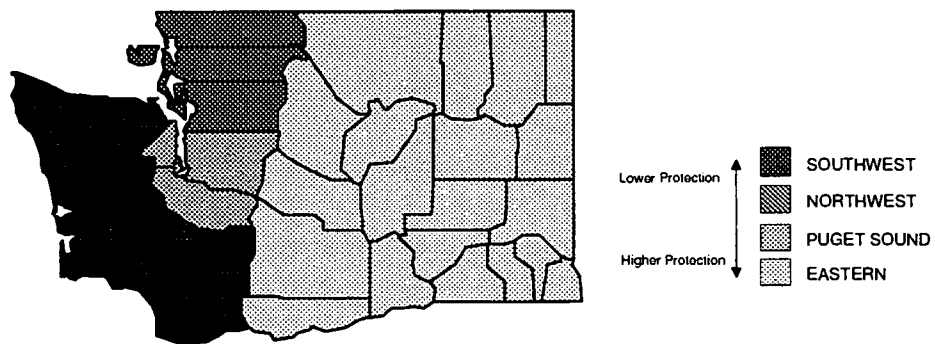 SOUTHWEST
Lower Protection
NORTHWEST
PUGET SOUND
Higher Protection
EASTERN